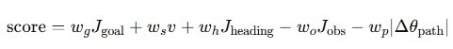 score = w_g J_goal + w_s v + w_h J_heading − w_o J_obs − w_p |Δθ_path|